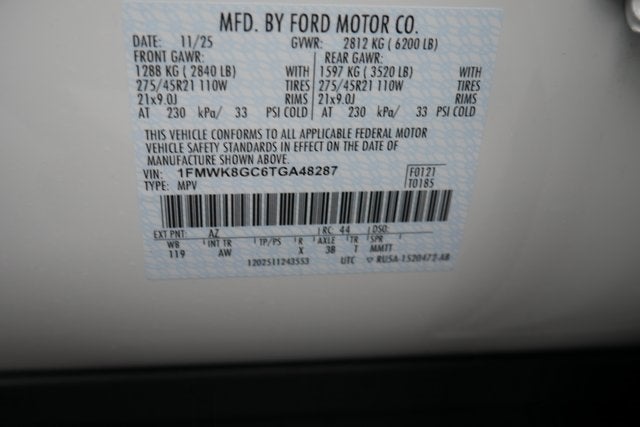 MFD. BY FORD MOTOR CO.
DATE: 11/25 GVWR: 2812 KG ( 6200 LB)
FRONT GAWR: REAR GAWR:
1288 KG ( 2840 LB) WITH 1597 KG ( 3520 LB) WITH
275/45R21 110W TIRES 275/45R21 110W TIRES
21x9.0J RIMS 21x9.0J RIMS
AT 230 kPa/ 33 PSI COLD AT 230 kPa/ 33 PSI COLD
THIS VEHICLE CONFORMS TO ALL APPLICABLE FEDERAL MOTOR
VEHICLE SAFETY STANDARDS IN EFFECT ON THE DATE OF
MANUFACTURE SHOWN ABOVE.
VIN: 1FMWK8GC6TGA48287 F0121
TYPE: MPV T0185
EXT PNT: AZ RC: 44 DSO:
WB INT TR TP/PS R AXLE TR SPR
119 AW X 38 T MMTT
1202511243553 UTC RU5A-1520472-AB